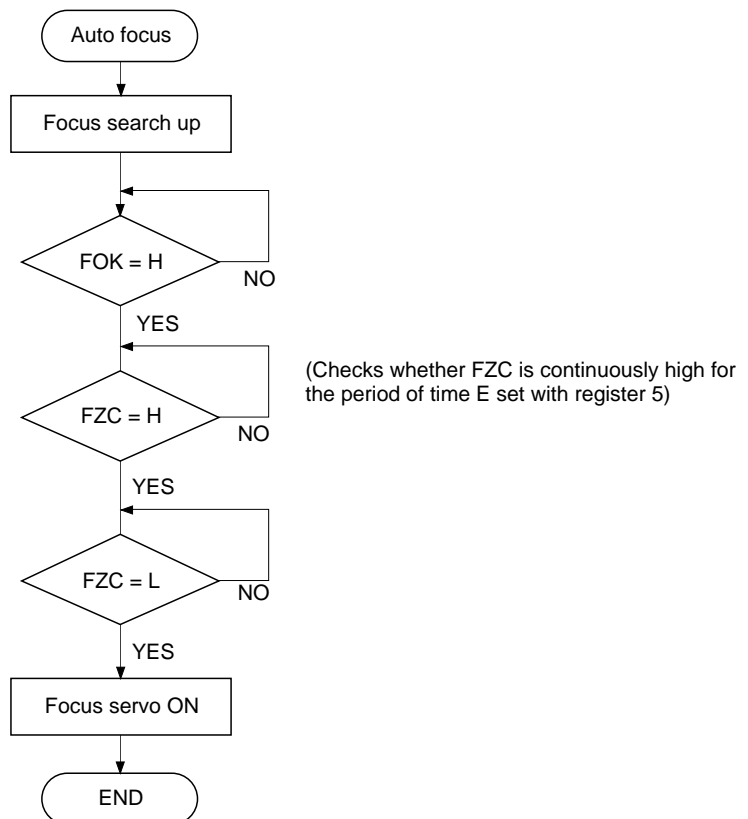 Auto focus
Focus search up
FOK = H
NO
YES
(Checks whether FZC is continuously high for
the period of time E set with register 5)
FZC = H
NO
YES
FZC = L
NO
YES
Focus servo ON
END